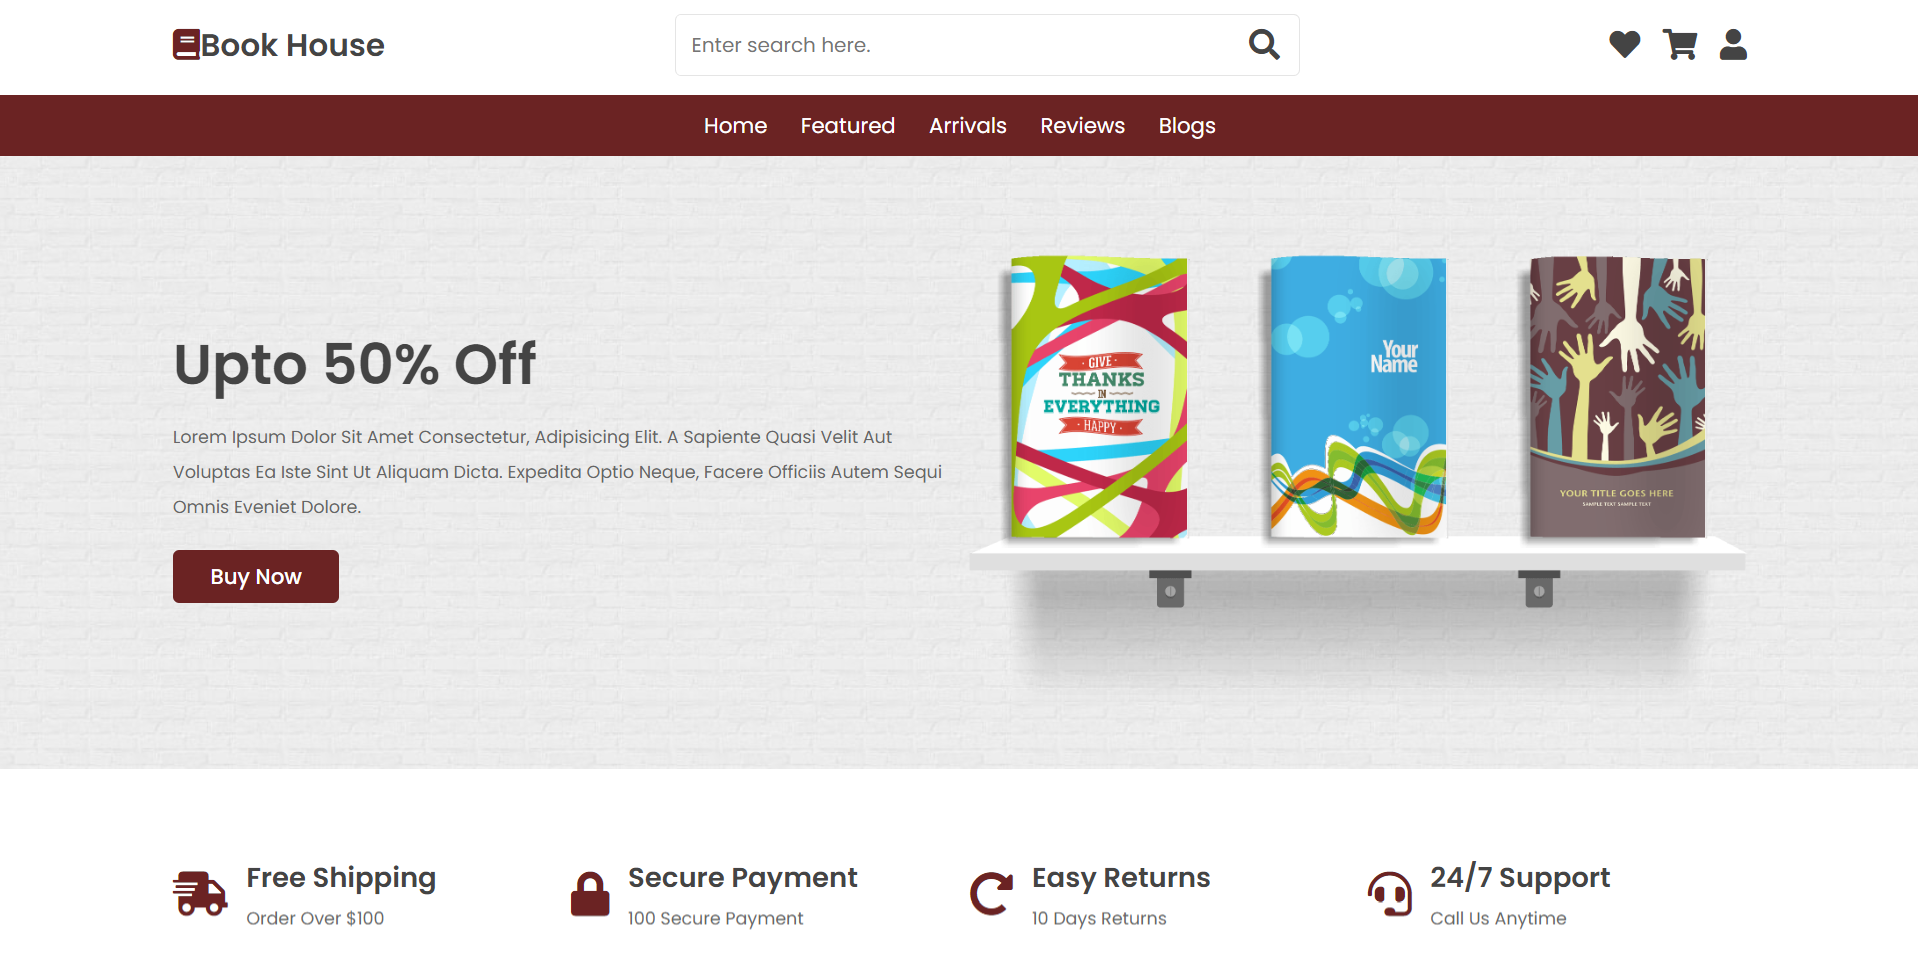 Book House
Enter search here.
Home Featured Arrivals Reviews Blogs
Upto 50% Off
Lorem Ipsum Dolor Sit Amet Consectetur, Adipisicing Elit. A Sapiente Quasi Velit Aut
Voluptas Ea Iste Sint Ut Aliquam Dicta. Expedita Optio Neque, Facere Officiis Autem Sequi
Omnis Eveniet Dolore.
Buy Now
· GIVE ·
THANKS
IN
EVERYTHING
· HAPPY ·
Your
Name
YOUR TITLE GOES HERE
SAMPLE TEXT SAMPLE TEXT
Free Shipping
Order Over $100
Secure Payment
100 Secure Payment
Easy Returns
10 Days Returns
24/7 Support
Call Us Anytime